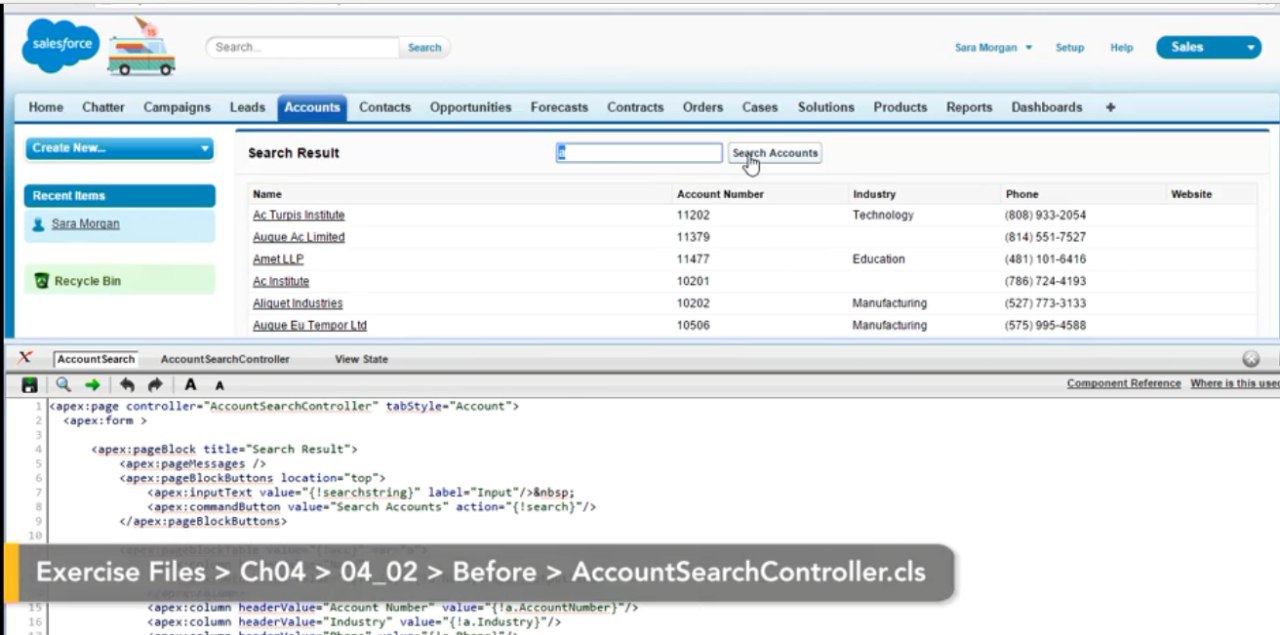 salesforce
Search...
Search
Sara Morgan
Setup
Help
Sales
Home Chatter Campaigns Leads Accounts Contacts Opportunities Forecasts Contracts Orders Cases Solutions Products Reports Dashboards +
Create New...
Search Result
a
Search Accounts
Recent Items
Sara Morgan
Recycle Bin
Name Account Number Industry Phone Website
Ac Turpis Institute 11202 Technology (808) 933-2054
Augue Ac Limited 11379 (814) 551-7527
Amet LLP 11477 Education (481) 101-6416
Ac Institute 10201 (786) 724-4193
Aliquet Industries 10202 Manufacturing (527) 773-3133
Augue Eu Tempor Ltd 10506 Manufacturing (575) 995-4588
AccountSearch AccountSearchController View State
A A Component Reference Where is this used
1 <apex:page controller="AccountSearchController" tabStyle="Account">
2 <apex:form >
3
4 <apex:pageBlock title="Search Result">
5 <apex:pageMessages />
6 <apex:pageBlockButtons location="top">
7 <apex:inputText value="{!searchstring}" label="Input"/>&nbsp;
8 <apex:commandButton value="Search Accounts" action="{!search}"/>
9 </apex:pageBlockButtons>
10
Exercise Files > Ch04 > 04_02 > Before > AccountSearchController.cls
15 <apex:column headerValue="Account Number" value="{!a.AccountNumber}"/>
16 <apex:column headerValue="Industry" value="{!a.Industry}"/>